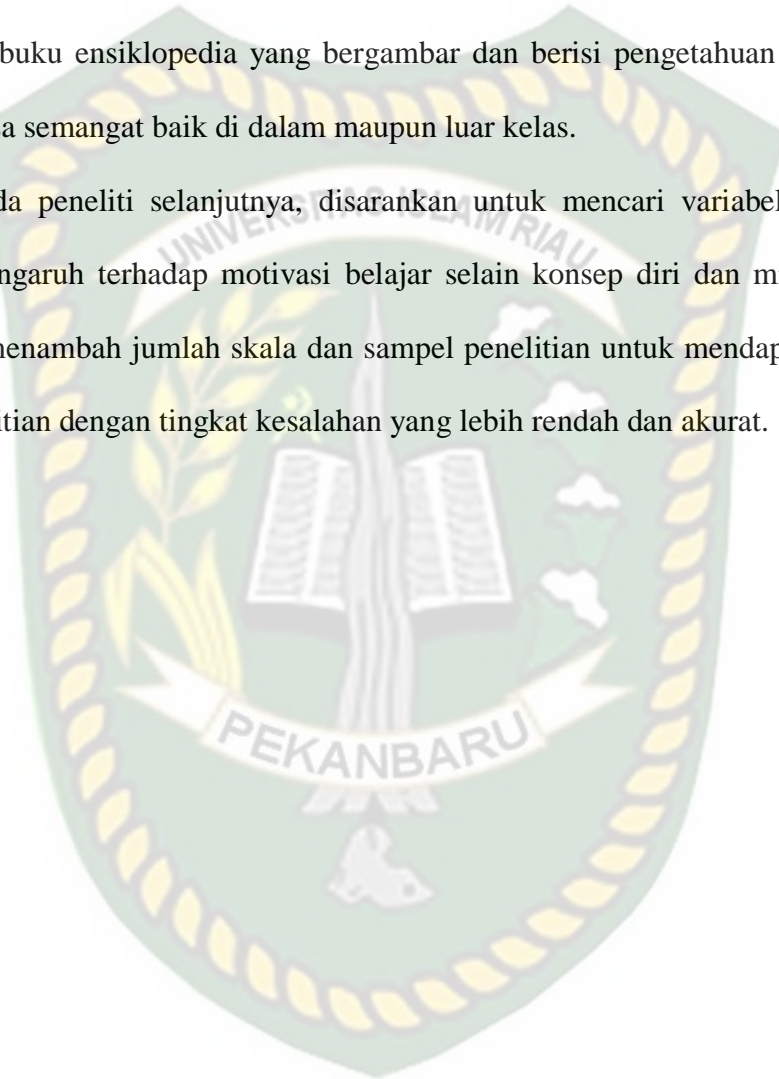 buku ensiklopedia yang bergambar dan berisi pengetahuan
a semangat baik di dalam maupun luar kelas.
da peneliti selanjutnya, disarankan untuk mencari variabel
ngaruh terhadap motivasi belajar selain konsep diri dan mi
menambah jumlah skala dan sampel penelitian untuk mendap
itian dengan tingkat kesalahan yang lebih rendah dan akurat.
UNIVERSITAS ISLAM RIAU
PEKANBARU